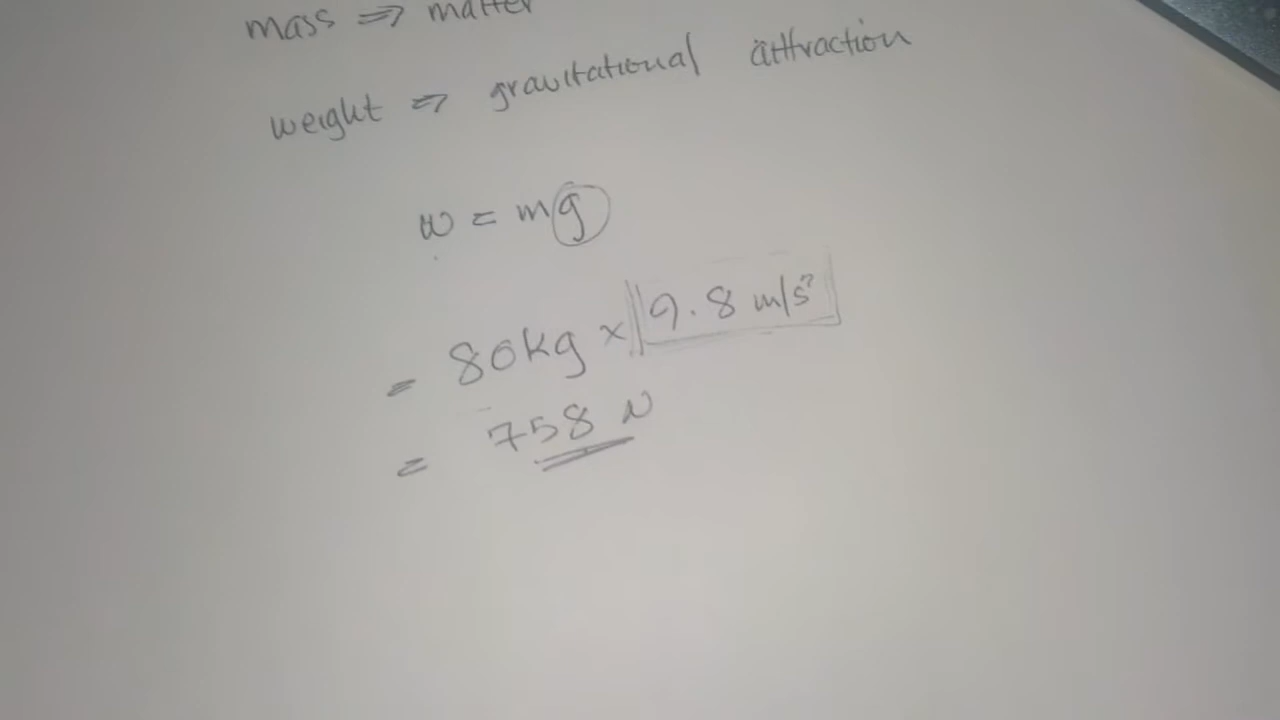 mass ⇒ matter
weight ⇒ gravitational attraction
w = mg
= 80kg × 9.8 m/s²
= 758 N